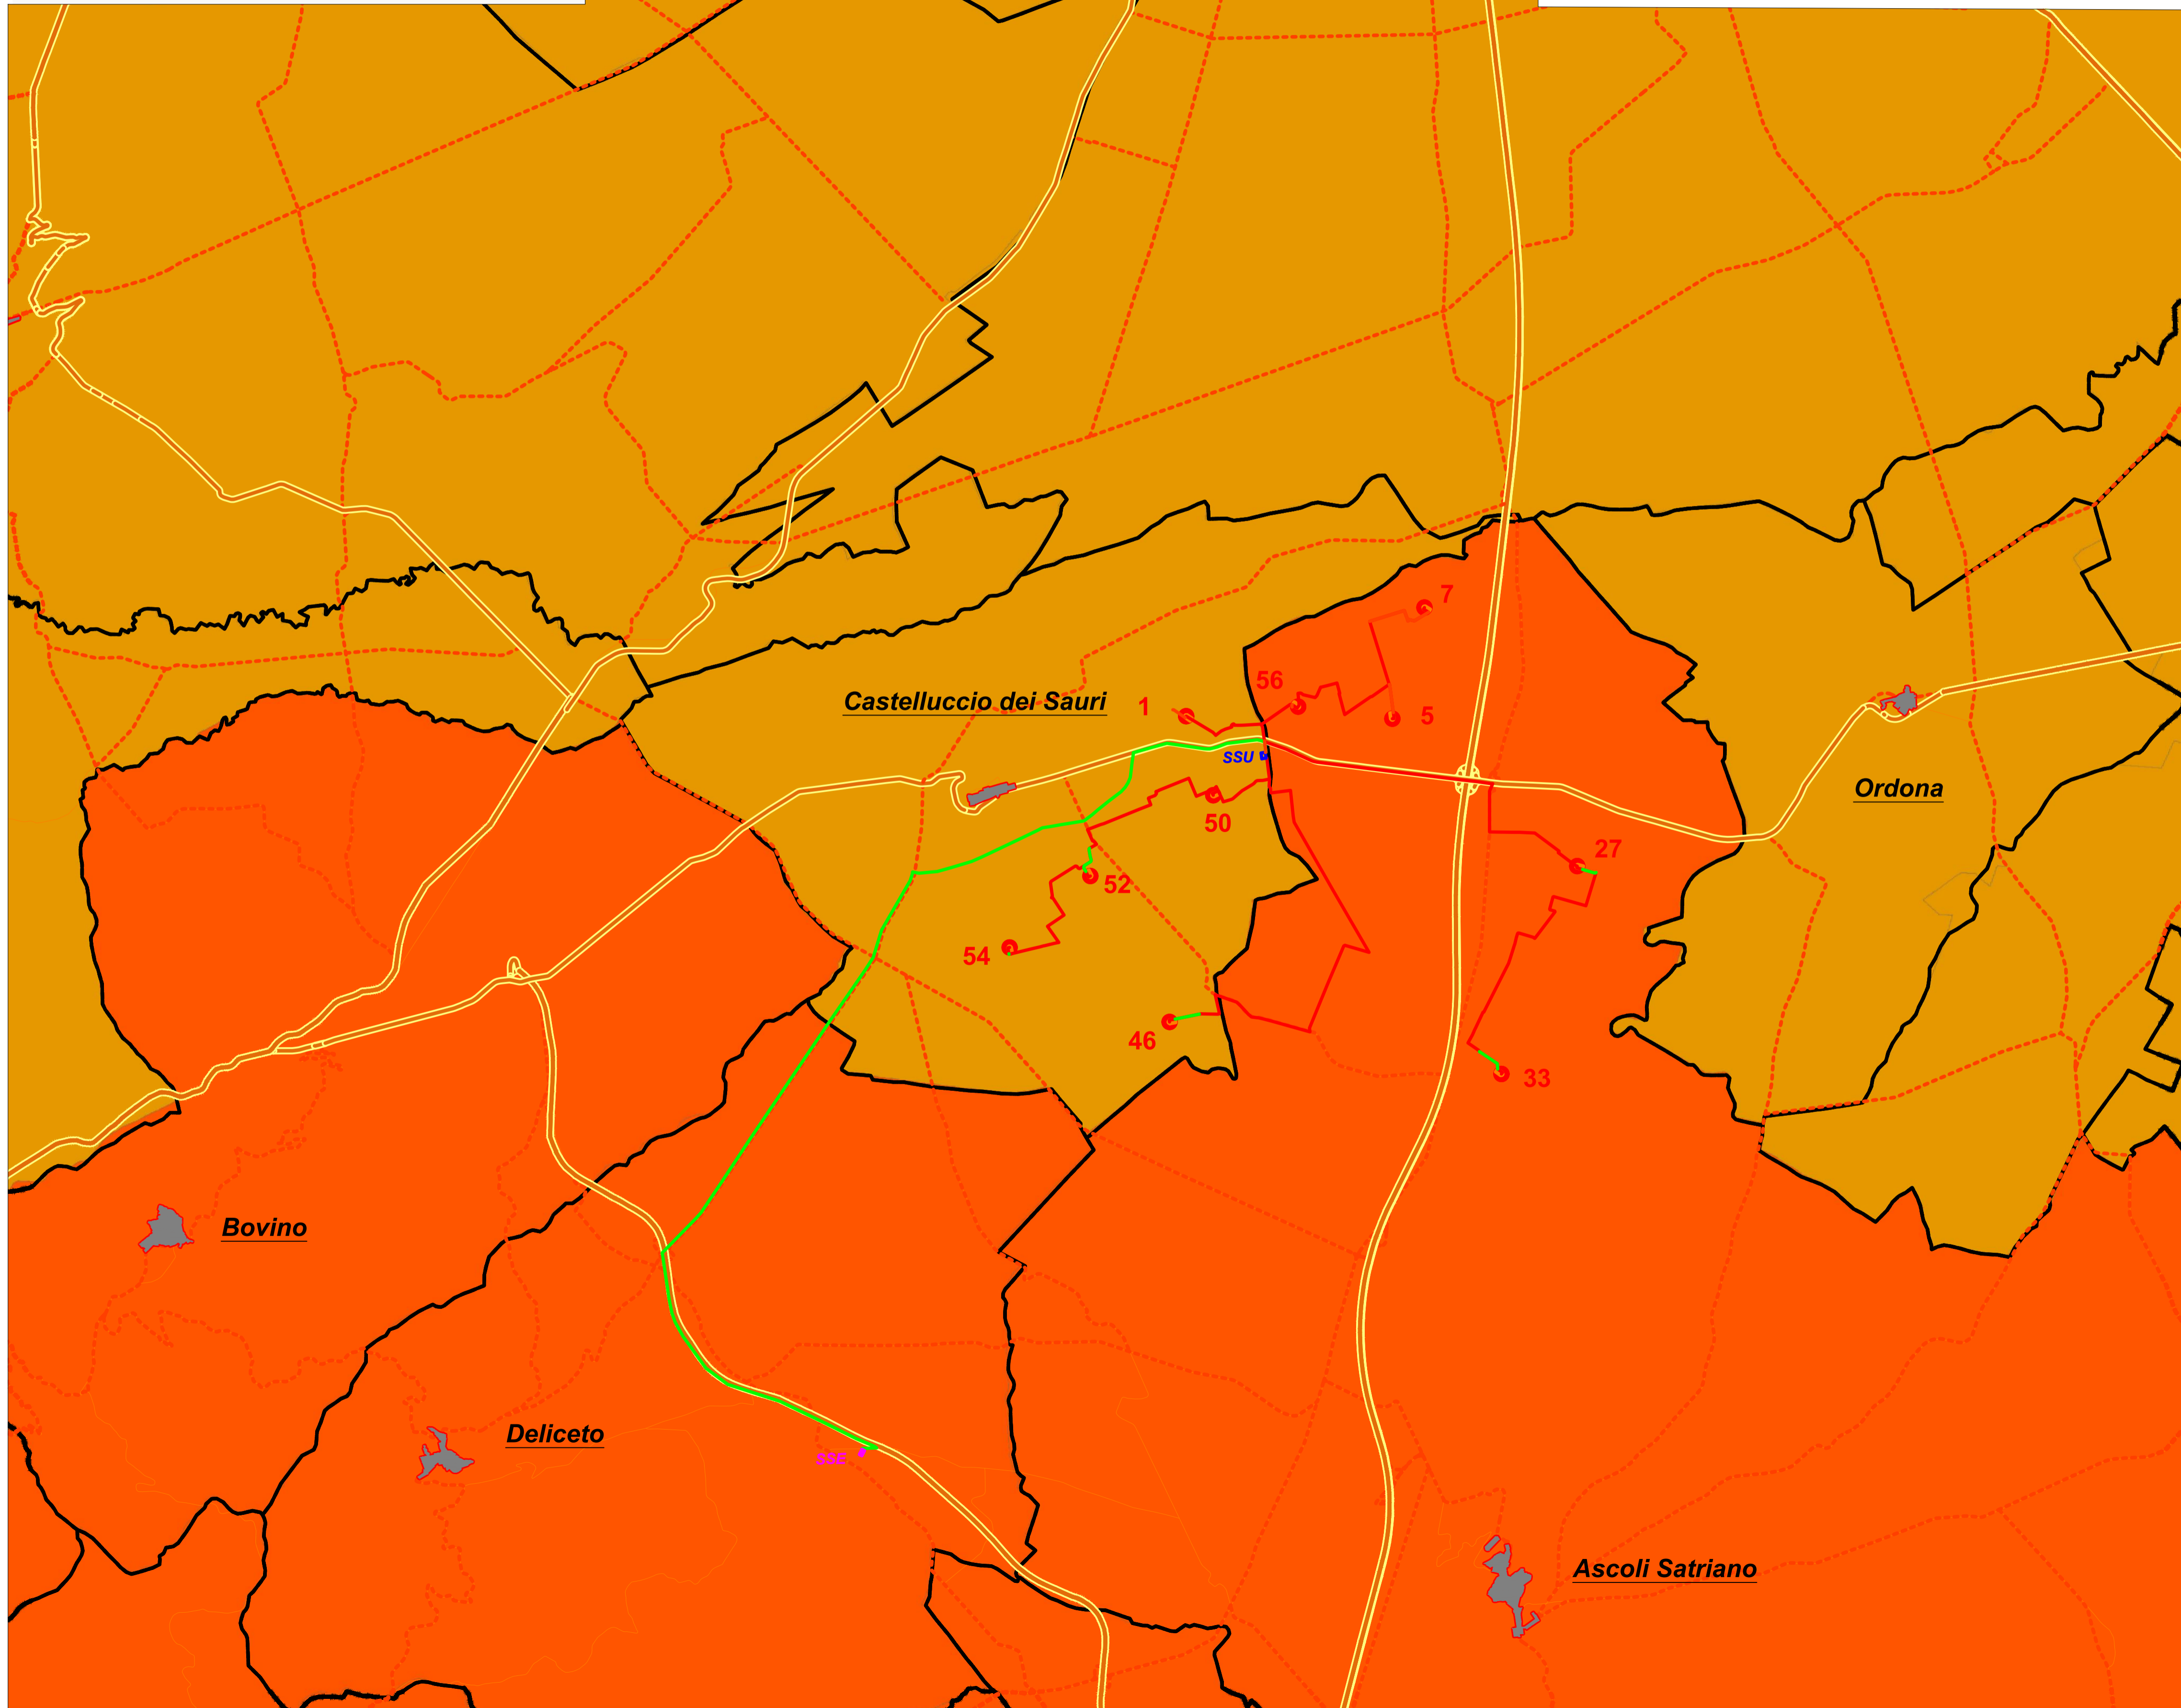 7
56
Castelluccio dei Sauri
1
5
SSU
Ordona
50
27
52
54
46
33
Bovino
Deliceto
SSE
Ascoli Satriano